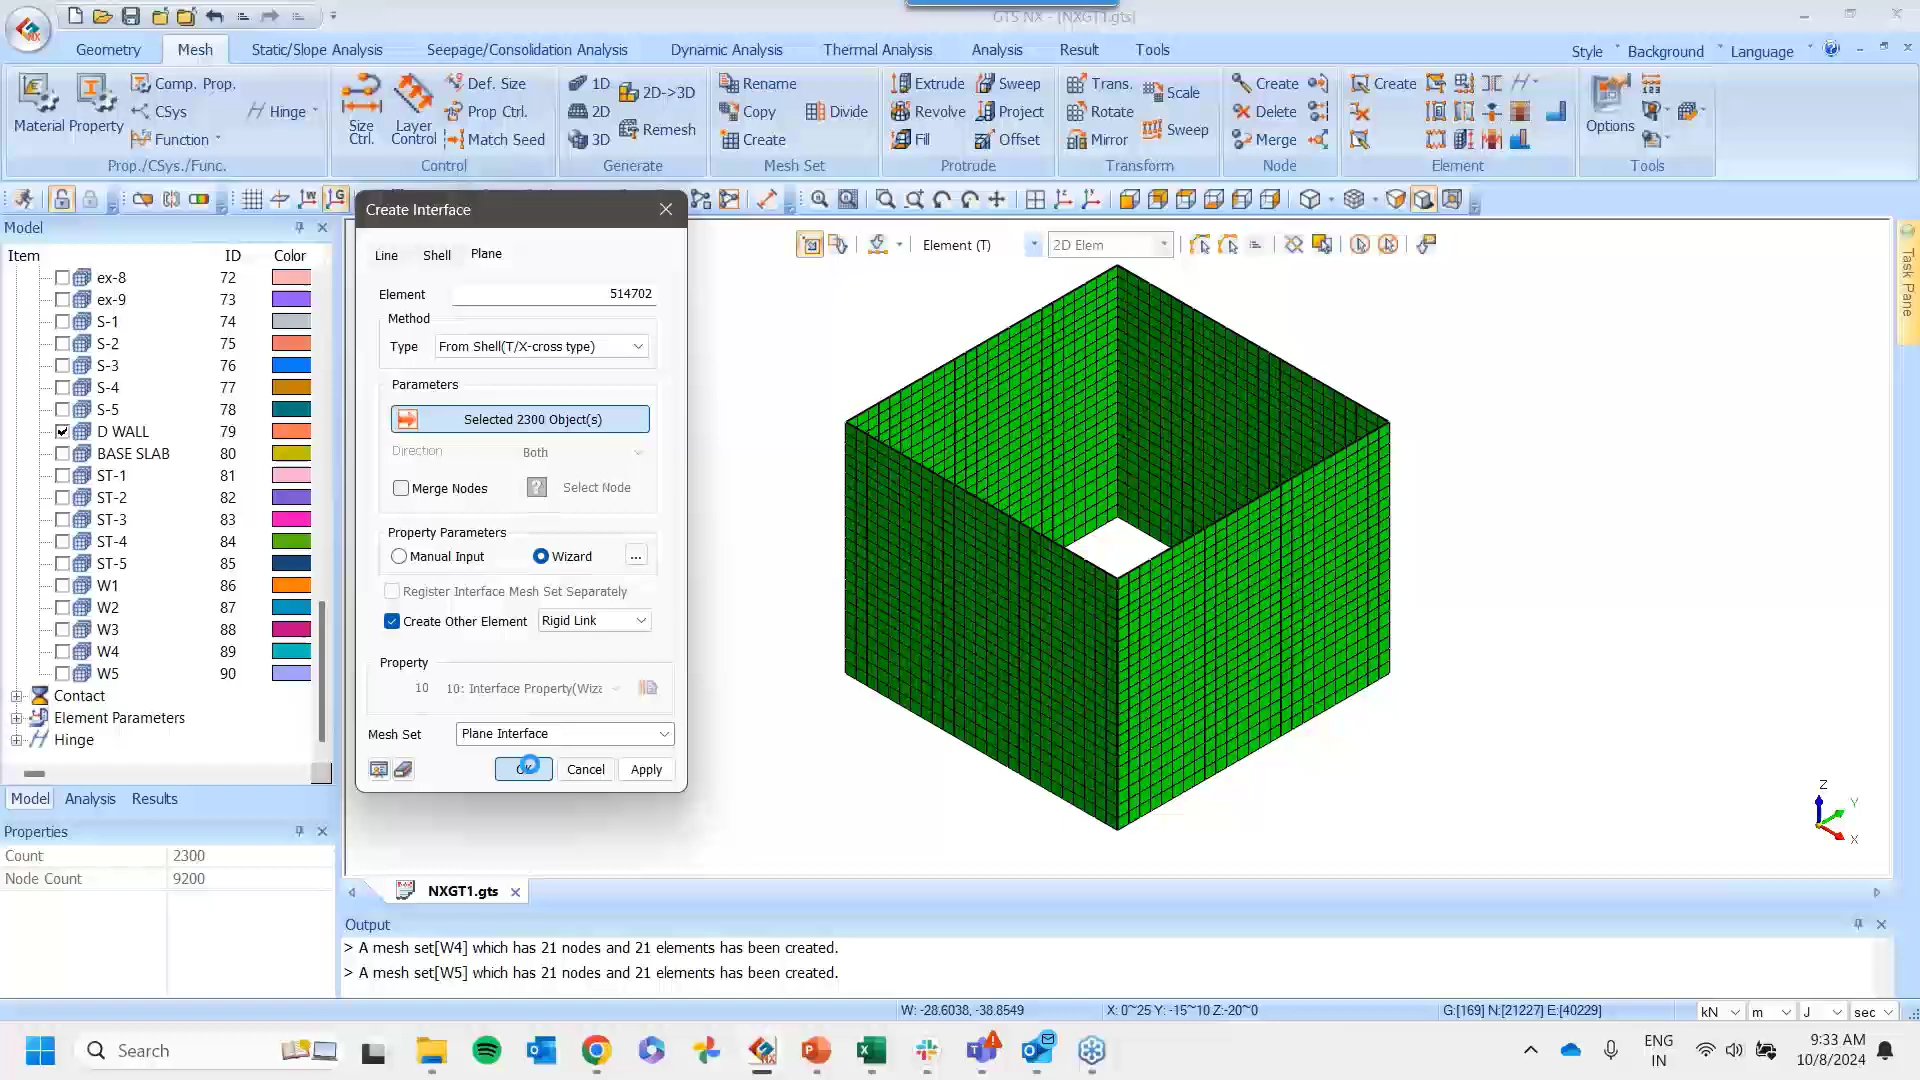 GTS NX - [NXGT1.gts]
Geometry Mesh Static/Slope Analysis Seepage/Consolidation Analysis Dynamic Analysis Thermal Analysis Analysis Result Tools
Style Background Language
Material Property Comp. Prop. CSys Function Hinge
Prop./CSys./Func.
Size Ctrl. Layer Control Def. Size Prop Ctrl. Match Seed
Control
1D 2D 3D 2D->3D Remesh
Generate
Rename Copy Create Divide
Mesh Set
Extrude Revolve Fill Sweep Project Offset
Protrude
Trans. Rotate Mirror Scale Sweep
Transform
Create Delete Merge
Node
Create
Element
Options
Tools
Model
Item ID Color
ex-8 72
ex-9 73
S-1 74
S-2 75
S-3 76
S-4 77
S-5 78
D WALL 79
BASE SLAB 80
ST-1 81
ST-2 82
ST-3 83
ST-4 84
ST-5 85
W1 86
W2 87
W3 88
W4 89
W5 90
Contact
Element Parameters
Hinge
Model Analysis Results
Properties
Count 2300
Node Count 9200
Create Interface
Line Shell Plane
Element 514702
Method
Type From Shell(T/X-cross type)
Parameters
Selected 2300 Object(s)
Direction Both
Merge Nodes Select Node
Property Parameters
Manual Input Wizard ...
Register Interface Mesh Set Separately
Create Other Element Rigid Link
Property
10 10: Interface Property(Wiza
Mesh Set Plane Interface
OK Cancel Apply
Element (T) 2D Elem
Task Pane
Z
Y
X
NXGT1.gts
Output
> A mesh set[W4] which has 21 nodes and 21 elements has been created.
> A mesh set[W5] which has 21 nodes and 21 elements has been created.
W: -28.6038, -38.8549 X: 0~25 Y: -15~10 Z:-20~0 G:[169] N:[21227] E:[40229] kN m J sec
Search
ENG
IN
9:33 AM
10/8/2024